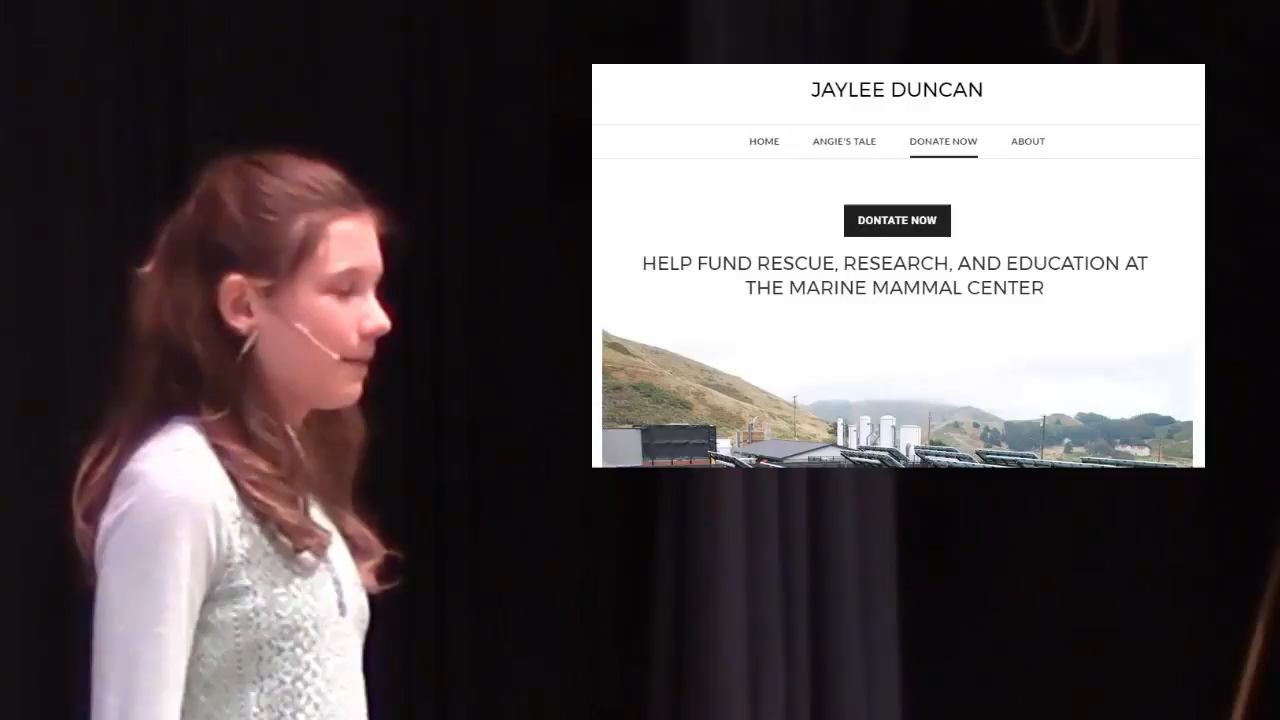 JAYLEE DUNCAN
HOME ANGIE'S TALE DONATE NOW ABOUT
DONTATE NOW
HELP FUND RESCUE, RESEARCH, AND EDUCATION AT
THE MARINE MAMMAL CENTER